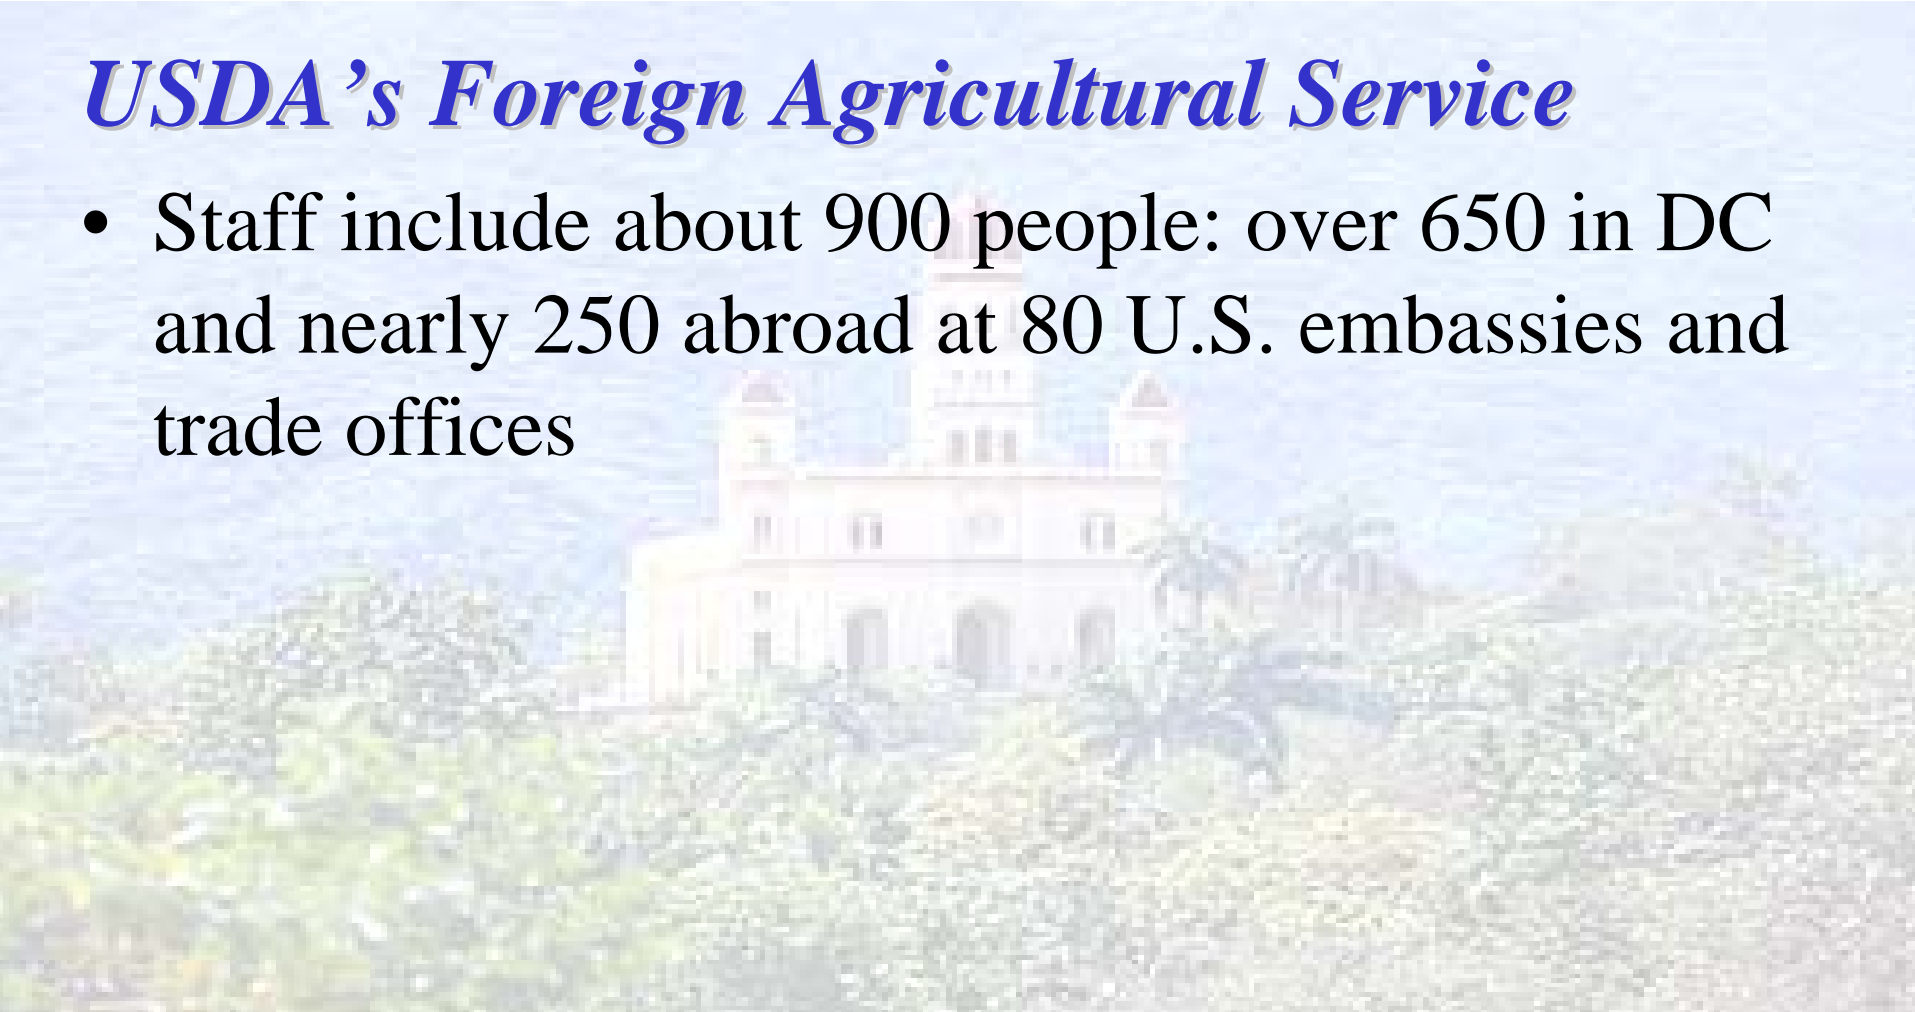 USDA’s Foreign Agricultural Service
• Staff include about 900 people: over 650 in DC
and nearly 250 abroad at 80 U.S. embassies and
trade offices